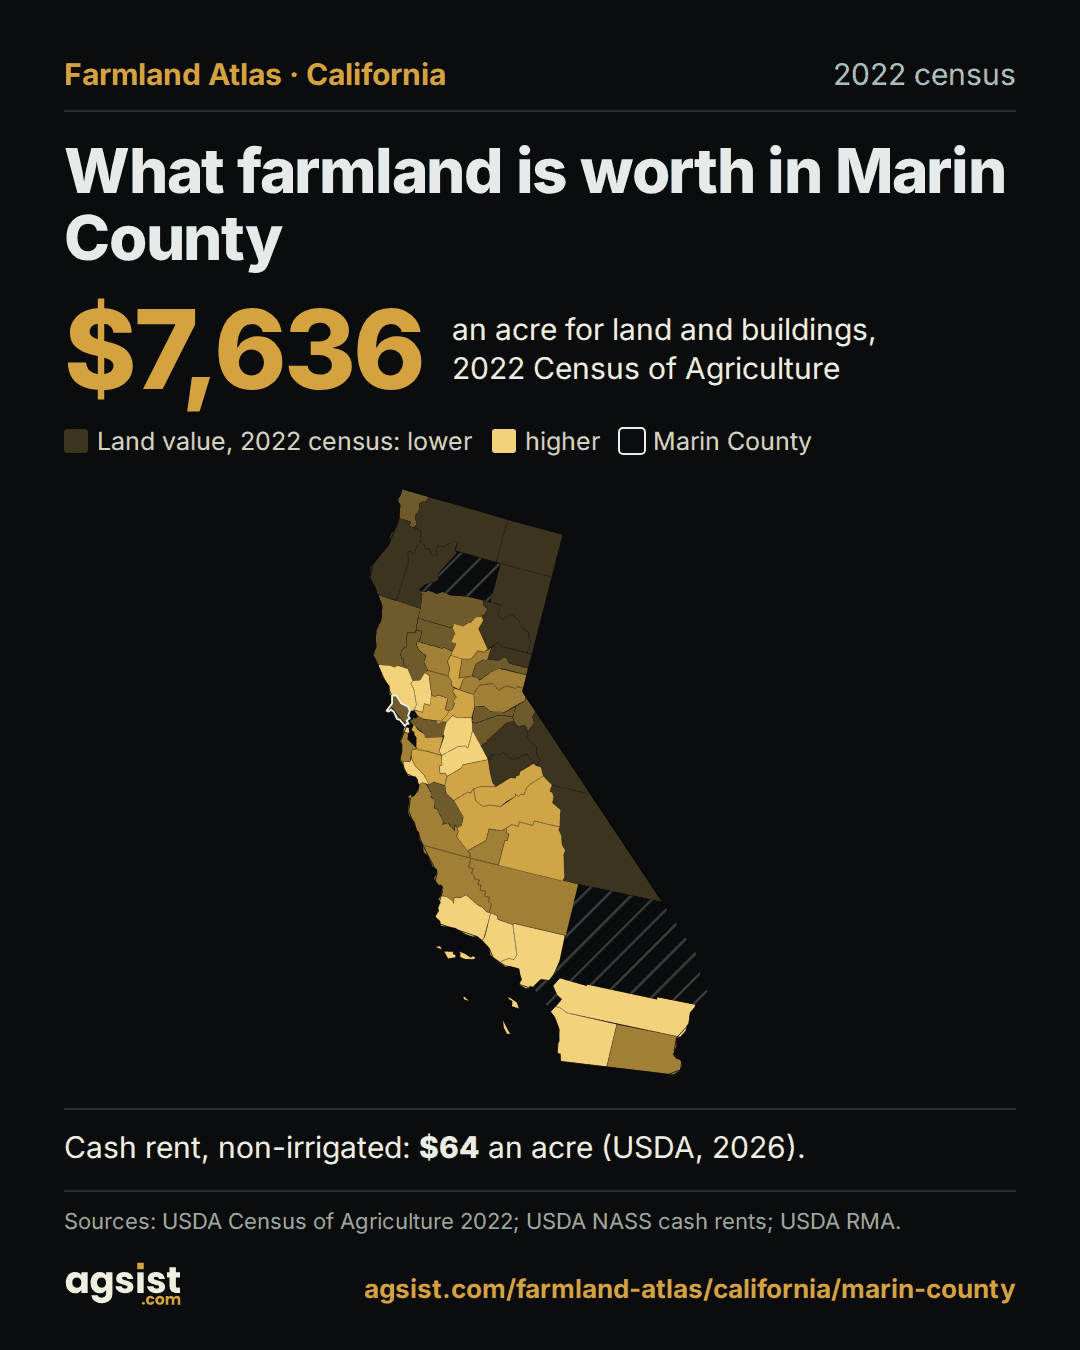 Farmland Atlas · California
2022 census
What farmland is worth in Marin
County
$7,636
an acre for land and buildings,
2022 Census of Agriculture
Land value, 2022 census: lower
higher
Marin County
Cash rent, non-irrigated: $64 an acre (USDA, 2026).
Sources: USDA Census of Agriculture 2022; USDA NASS cash rents; USDA RMA.
agsist
.com
agsist.com/farmland-atlas/california/marin-county